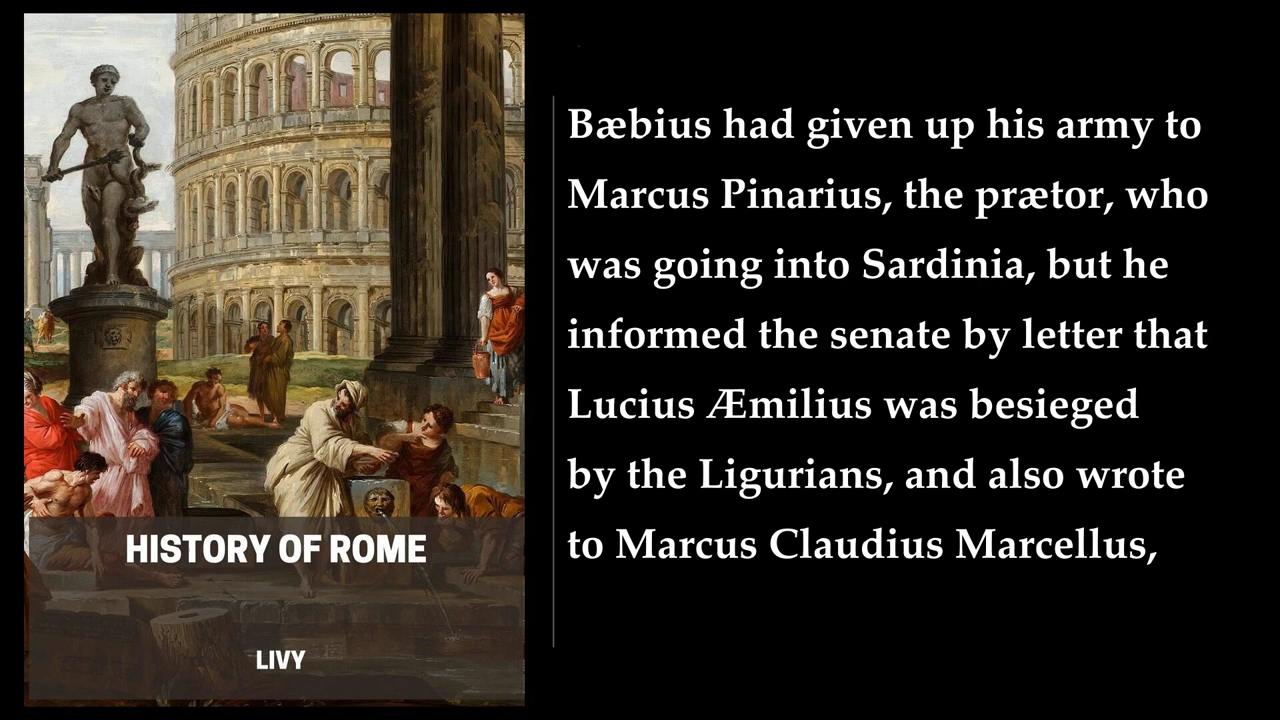 HISTORY OF ROME
LIVY
Bæbius had given up his army to
Marcus Pinarius, the prætor, who
was going into Sardinia, but he
informed the senate by letter that
Lucius Æmilius was besieged
by the Ligurians, and also wrote
to Marcus Claudius Marcellus,